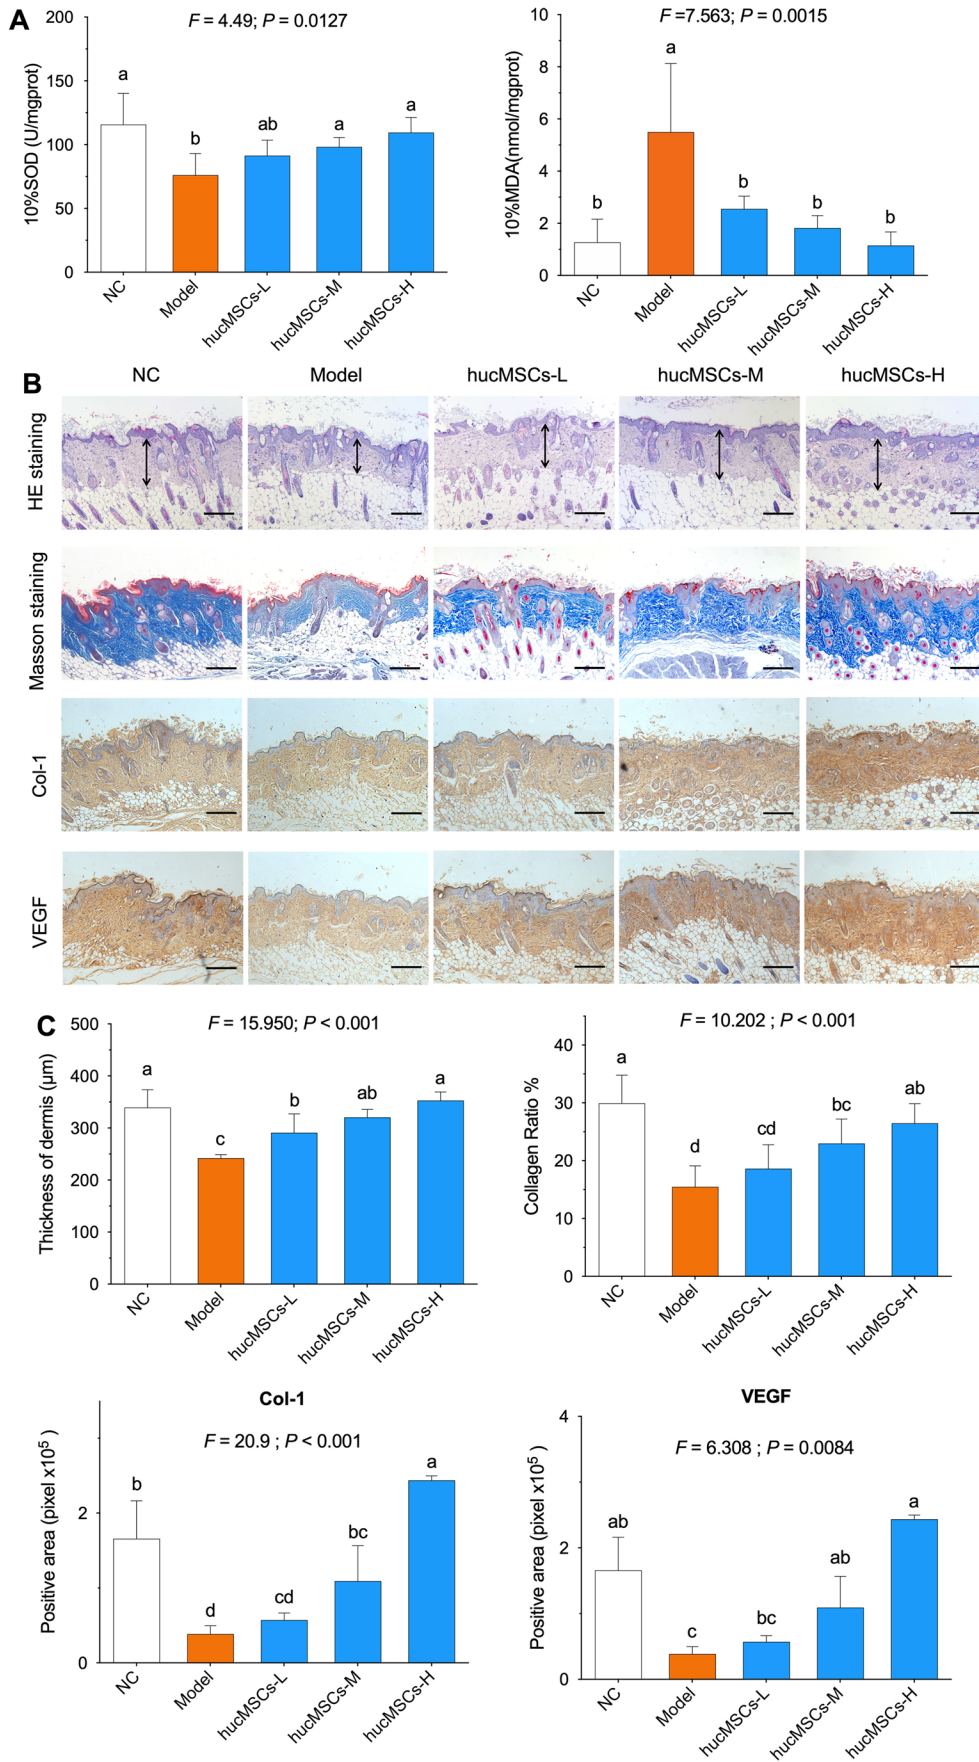 A
F = 4.49; P = 0.0127
10%SOD (U/mgprot)
200
150
100
50
0
a
b
ab
a
a
NC
Model
hucMSCs-L
hucMSCs-M
hucMSCs-H
F =7.563; P = 0.0015
10%MDA(nmol/mgprot)
10
8
6
4
2
0
b
a
b
b
b
NC
Model
hucMSCs-L
hucMSCs-M
hucMSCs-H
B
NC Model hucMSCs-L hucMSCs-M hucMSCs-H
HE staining
Masson staining
Col-1
VEGF
C
F = 15.950; P < 0.001
Thickness of dermis (µm)
500
400
300
200
100
0
a
c
b
ab
a
NC
Model
hucMSCs-L
hucMSCs-M
hucMSCs-H
F = 10.202 ; P < 0.001
Collagen Ratio %
40
30
20
10
0
a
d
cd
bc
ab
NC
Model
hucMSCs-L
hucMSCs-M
hucMSCs-H
Col-1
F = 20.9 ; P < 0.001
Positive area (pixel x10⁵)
2
0
b
d
cd
bc
a
NC
Model
hucMSCs-L
hucMSCs-M
hucMSCs-H
VEGF
F = 6.308 ; P = 0.0084
Positive area (pixel x10⁵ )
4
2
0
ab
c
bc
ab
a
NC
Model
hucMSCs-L
hucMSCs-M
hucMSCs-H